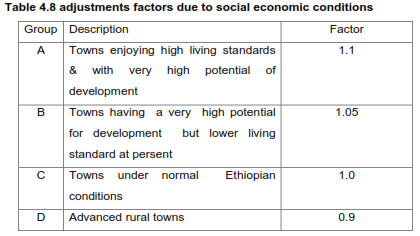 Table 4.8 adjustments factors due to social economic conditions
Group Description Factor
A Towns enjoying high living standards 1.1
& with very high potential of
development
B Towns having a very high potential 1.05
for development but lower living
standard at persent
C Towns under normal Ethiopian 1.0
conditions
D Advanced rural towns 0.9